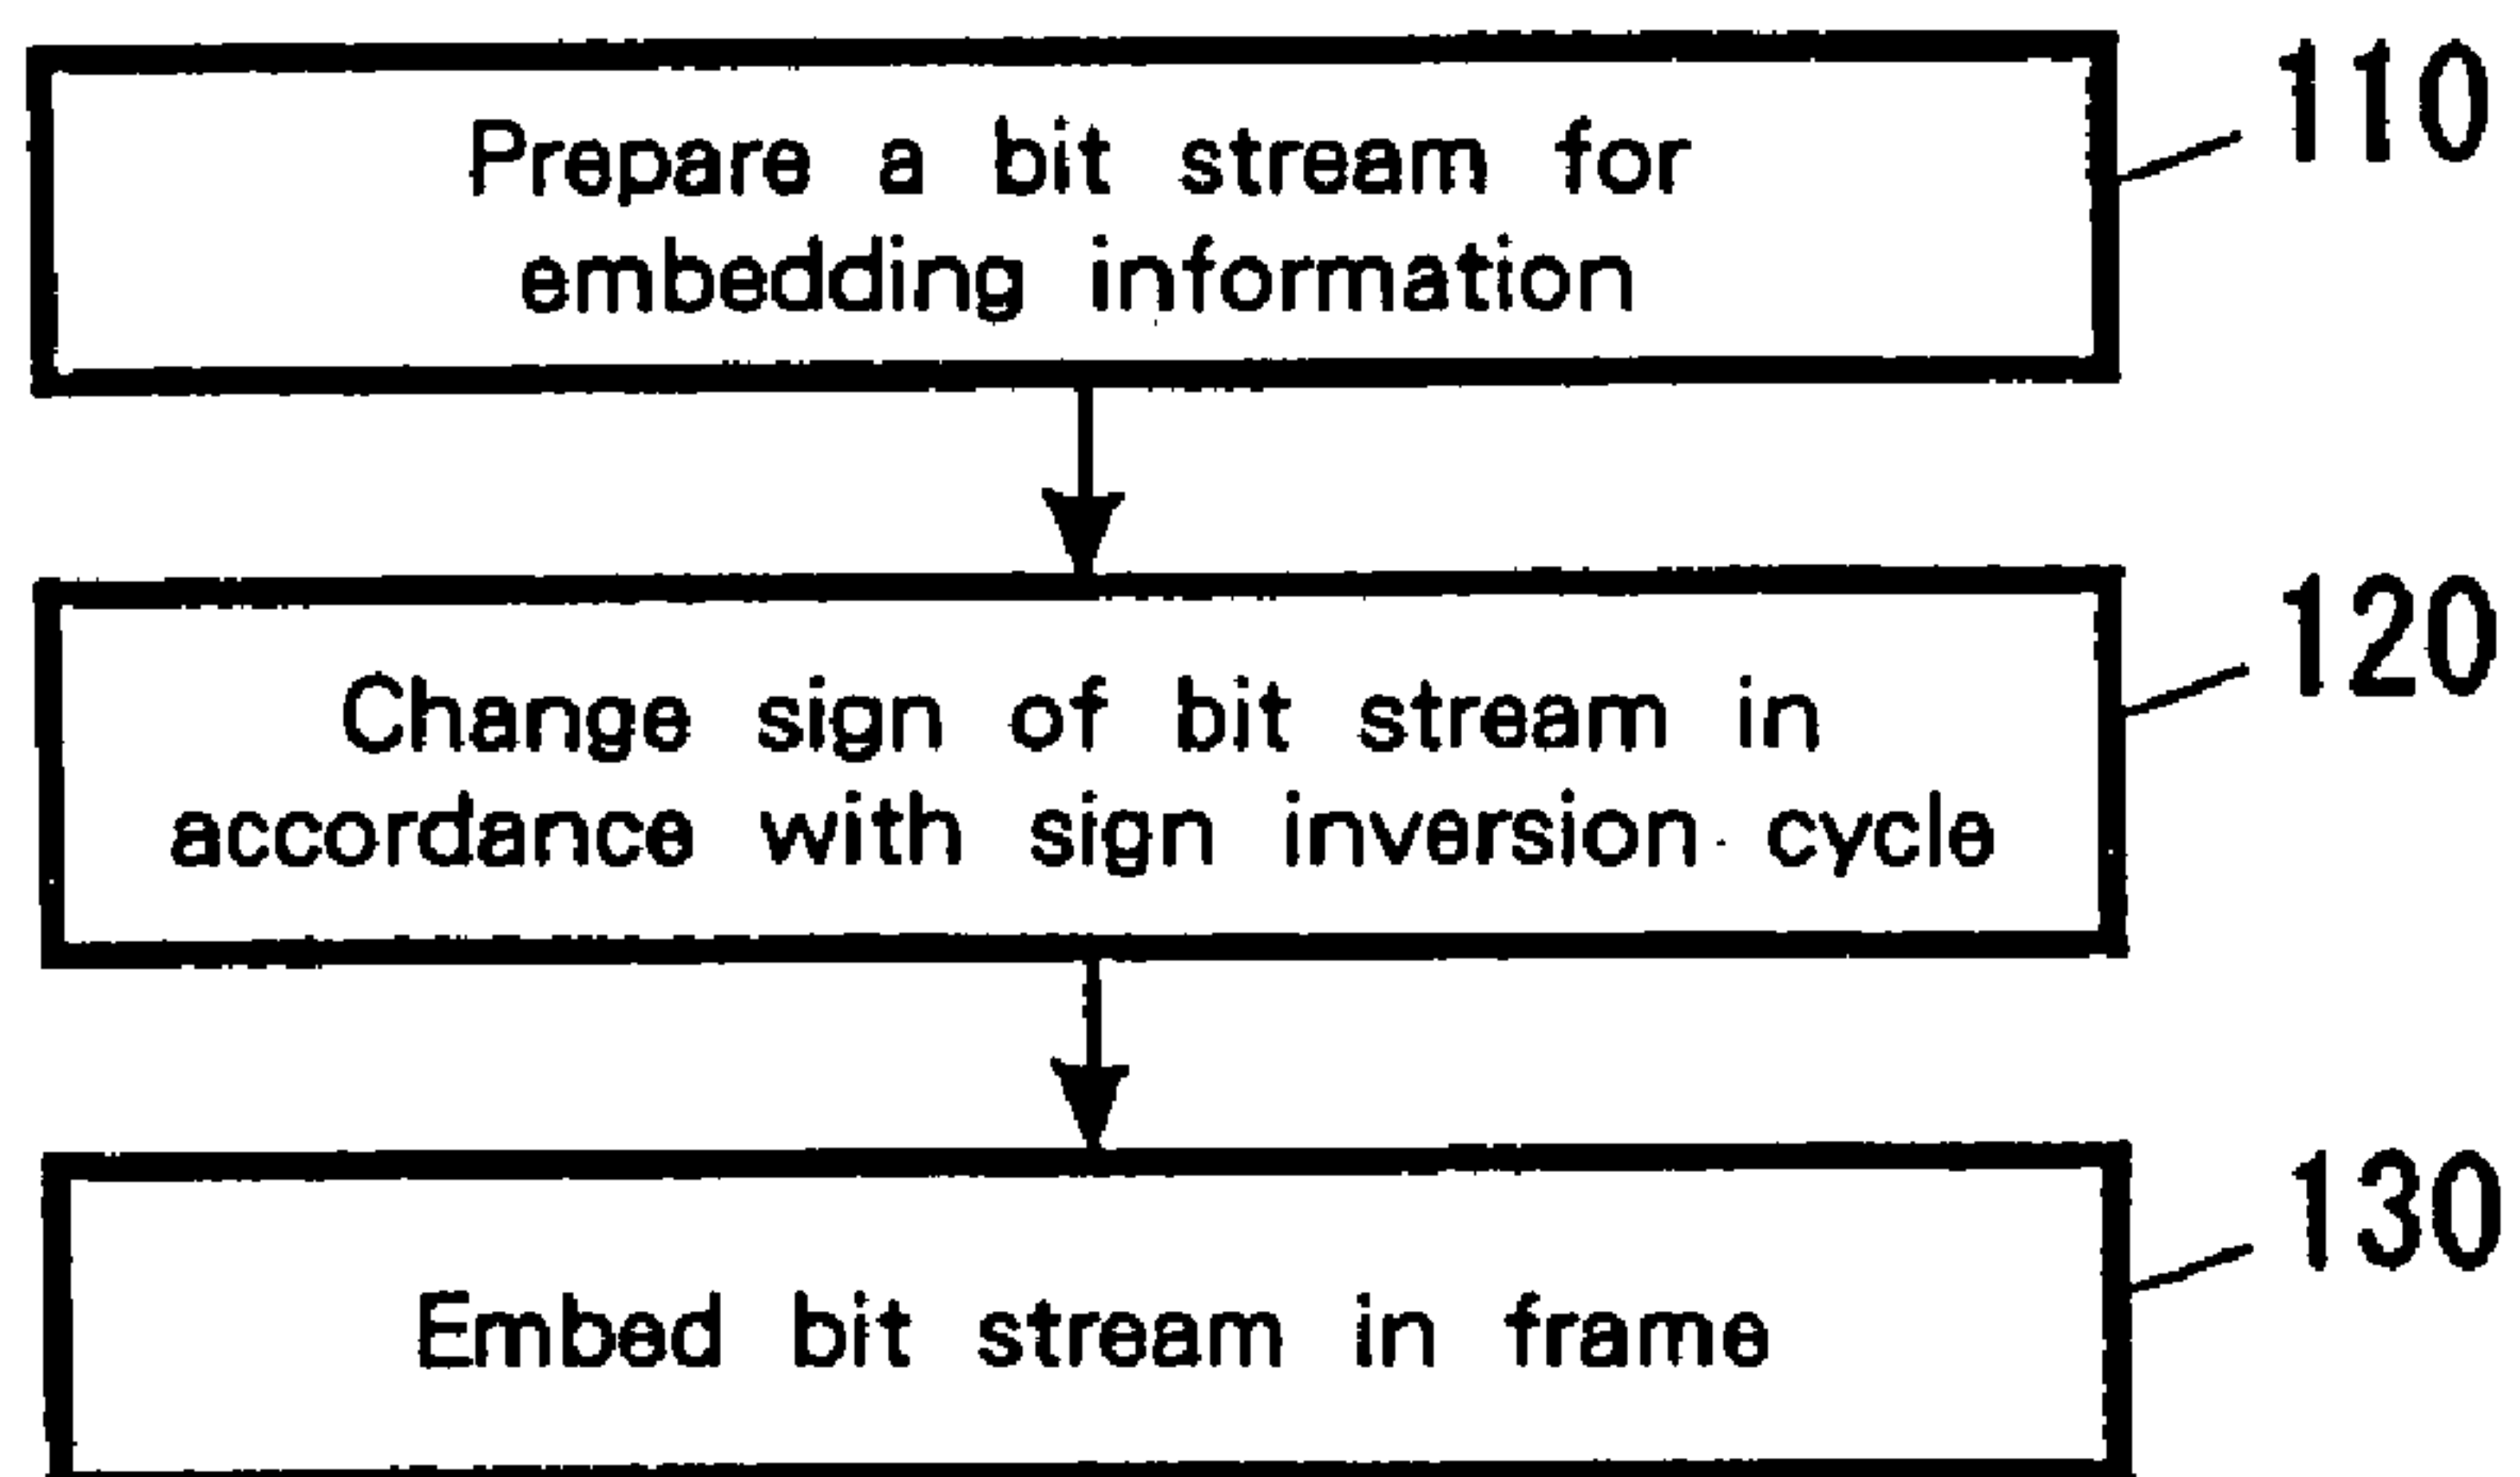 Prepare a bit stream for
embedding information
110
Change sign of bit stream in
accordance with sign inversion cycle
120
Embed bit stream in frame
130